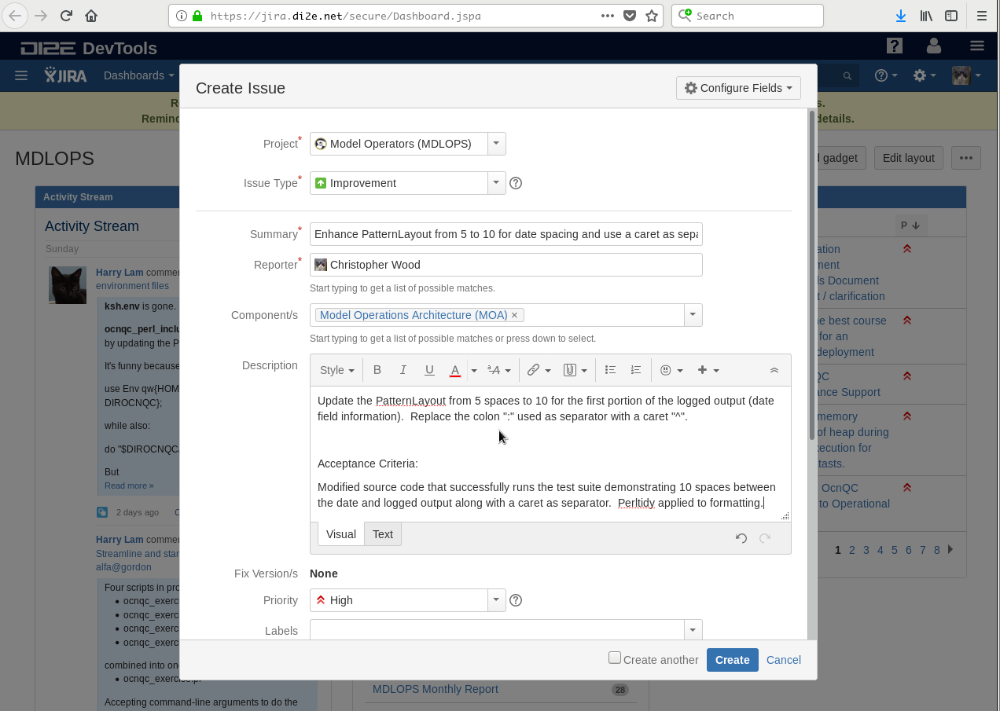 https://jira.di2e.net/secure/Dashboard.jspa
Search
DI2E DevTools
JIRA Dashboards
s.
Remin
details.
MDLOPS
gadget
Edit layout
Create Issue
Configure Fields
Project*
Model Operators (MDLOPS)
Issue Type*
Improvement
Summary*
Enhance PatternLayout from 5 to 10 for date spacing and use a caret as sepa
Reporter*
Christopher Wood
Start typing to get a list of possible matches.
Component/s
Model Operations Architecture (MOA) ×
Start typing to get a list of possible matches or press down to select.
Description
Style B I U A
Update the PatternLayout from 5 spaces to 10 for the first portion of the logged output (date
field information).  Replace the colon ":" used as separator with a caret "^".
Acceptance Criteria:
Modified source code that successfully runs the test suite demonstrating 10 spaces between
the date and logged output along with a caret as separator.  Perltidy applied to formatting.
Visual
Text
Fix Version/s
None
Priority
High
Labels
Create another
Create
Cancel
Activity Stream
Activity Stream
Sunday
Harry Lam comme
environment files
ksh.env is gone.
ocnqc_perl_inclu
by updating the P
It's funny because
use Env qw{HOM
DIROCNQC};
while also:
do "$DIROCNQC
But
Read more »
2 days ago
Harry Lam comme
Streamline and stan
alfa@gordon
Four scripts in pro
• ocnqc_exerc
• ocnqc_exerc
• ocnqc_exerc
• ocnqc_exerc
combined into one
• ocnqc_exercise.pl
Accepting command-line arguments to do the
P
ation
ment
ls Document
t / clarification
he best course
for an
deployment
QC
ance Support
memory
of heap during
xecution for
tasts.
OcnQC
to Operational
1 2 3 4 5 6 7 8
MDLOPS Monthly Report
28